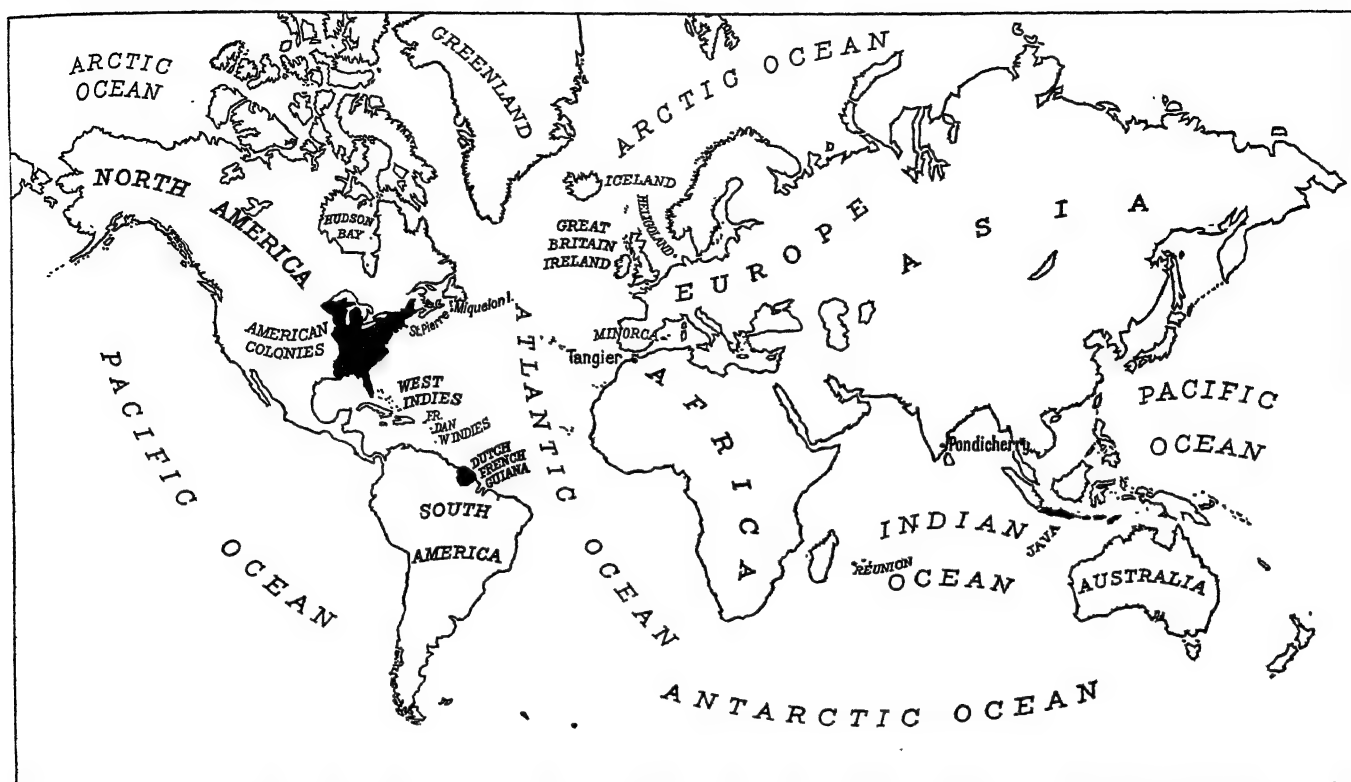 ARCTIC
OCEAN
GREENLAND
ARCTIC OCEAN
NORTH
AMERICA
HUDSON
BAY
ICELAND
HELIGOLAND
GREAT
BRITAIN
IRELAND
EUROPE
ASIA
AMERICAN
COLONIES
St.Pierre
Miquelon I.
MINORCA
Tangier
ATLANTIC OCEAN
PACIFIC OCEAN
WEST
INDIES
FR.
DAN
W INDIES
DUTCH
FRENCH
GUIANA
SOUTH
AMERICA
AFRICA
Pondicherry
PACIFIC
OCEAN
INDIAN
OCEAN
REUNION
JAVA
AUSTRALIA
ANTARCTIC OCEAN